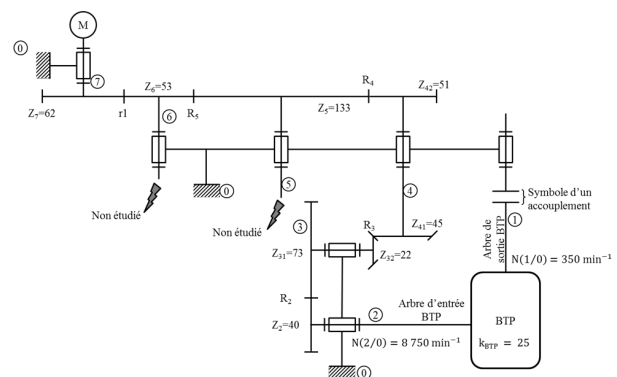 M
0
7
Z7=62
r1
Z6=53
R5
Z5=133
R4
Z42=51
6
0
5
4
Non étudié
Non étudié
Symbole d'un
accouplement
1
Arbre de
sortie BTP
N(1/0) = 350 min⁻¹
3
R3
Z41=45
Z31=73
Z32=22
R2
Z2=40
2
Arbre d'entrée
BTP
N(2/0) = 8 750 min⁻¹
BTP
kBTP = 25
0